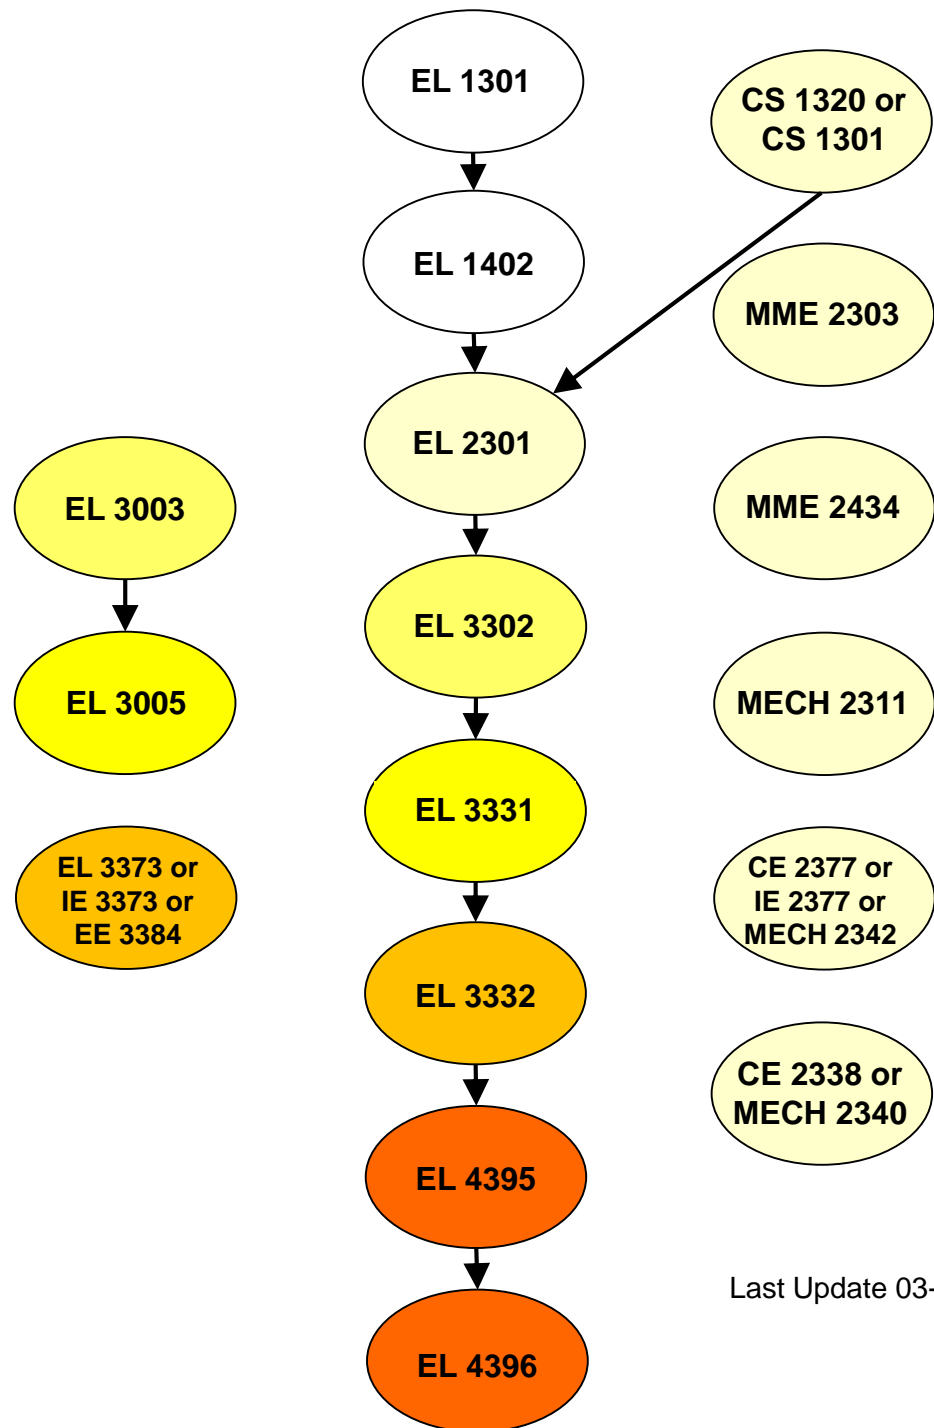 EL 1301
CS 1320 or
CS 1301
EL 1402
MME 2303
EL 2301
EL 3003
MME 2434
EL 3302
EL 3005
MECH 2311
EL 3331
EL 3373 or
IE 3373 or
EE 3384
CE 2377 or
IE 2377 or
MECH 2342
EL 3332
CE 2338 or
MECH 2340
EL 4395
Last Update 03-
EL 4396